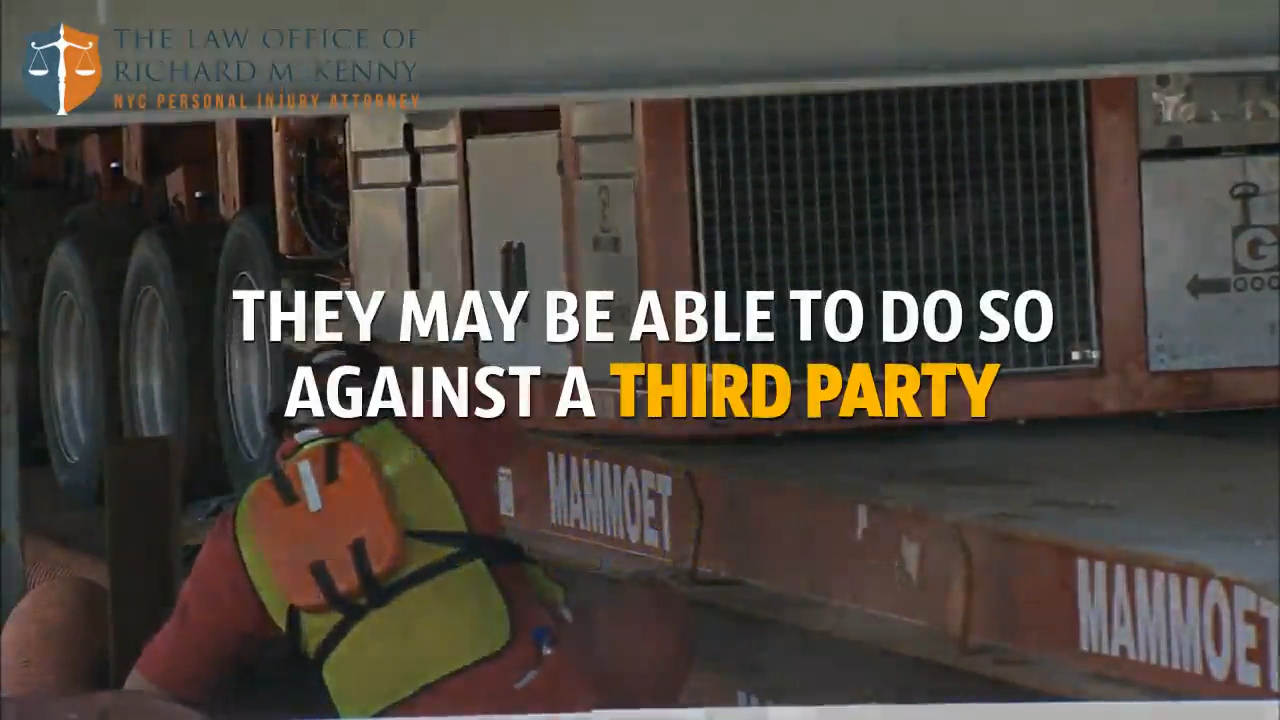 THE LAW OFFICE OF
RICHARD M. KENNY
NYC PERSONAL INJURY ATTORNEY
G
THEY MAY BE ABLE TO DO SO
AGAINST A THIRD PARTY
MAMMOET
MAMMOET